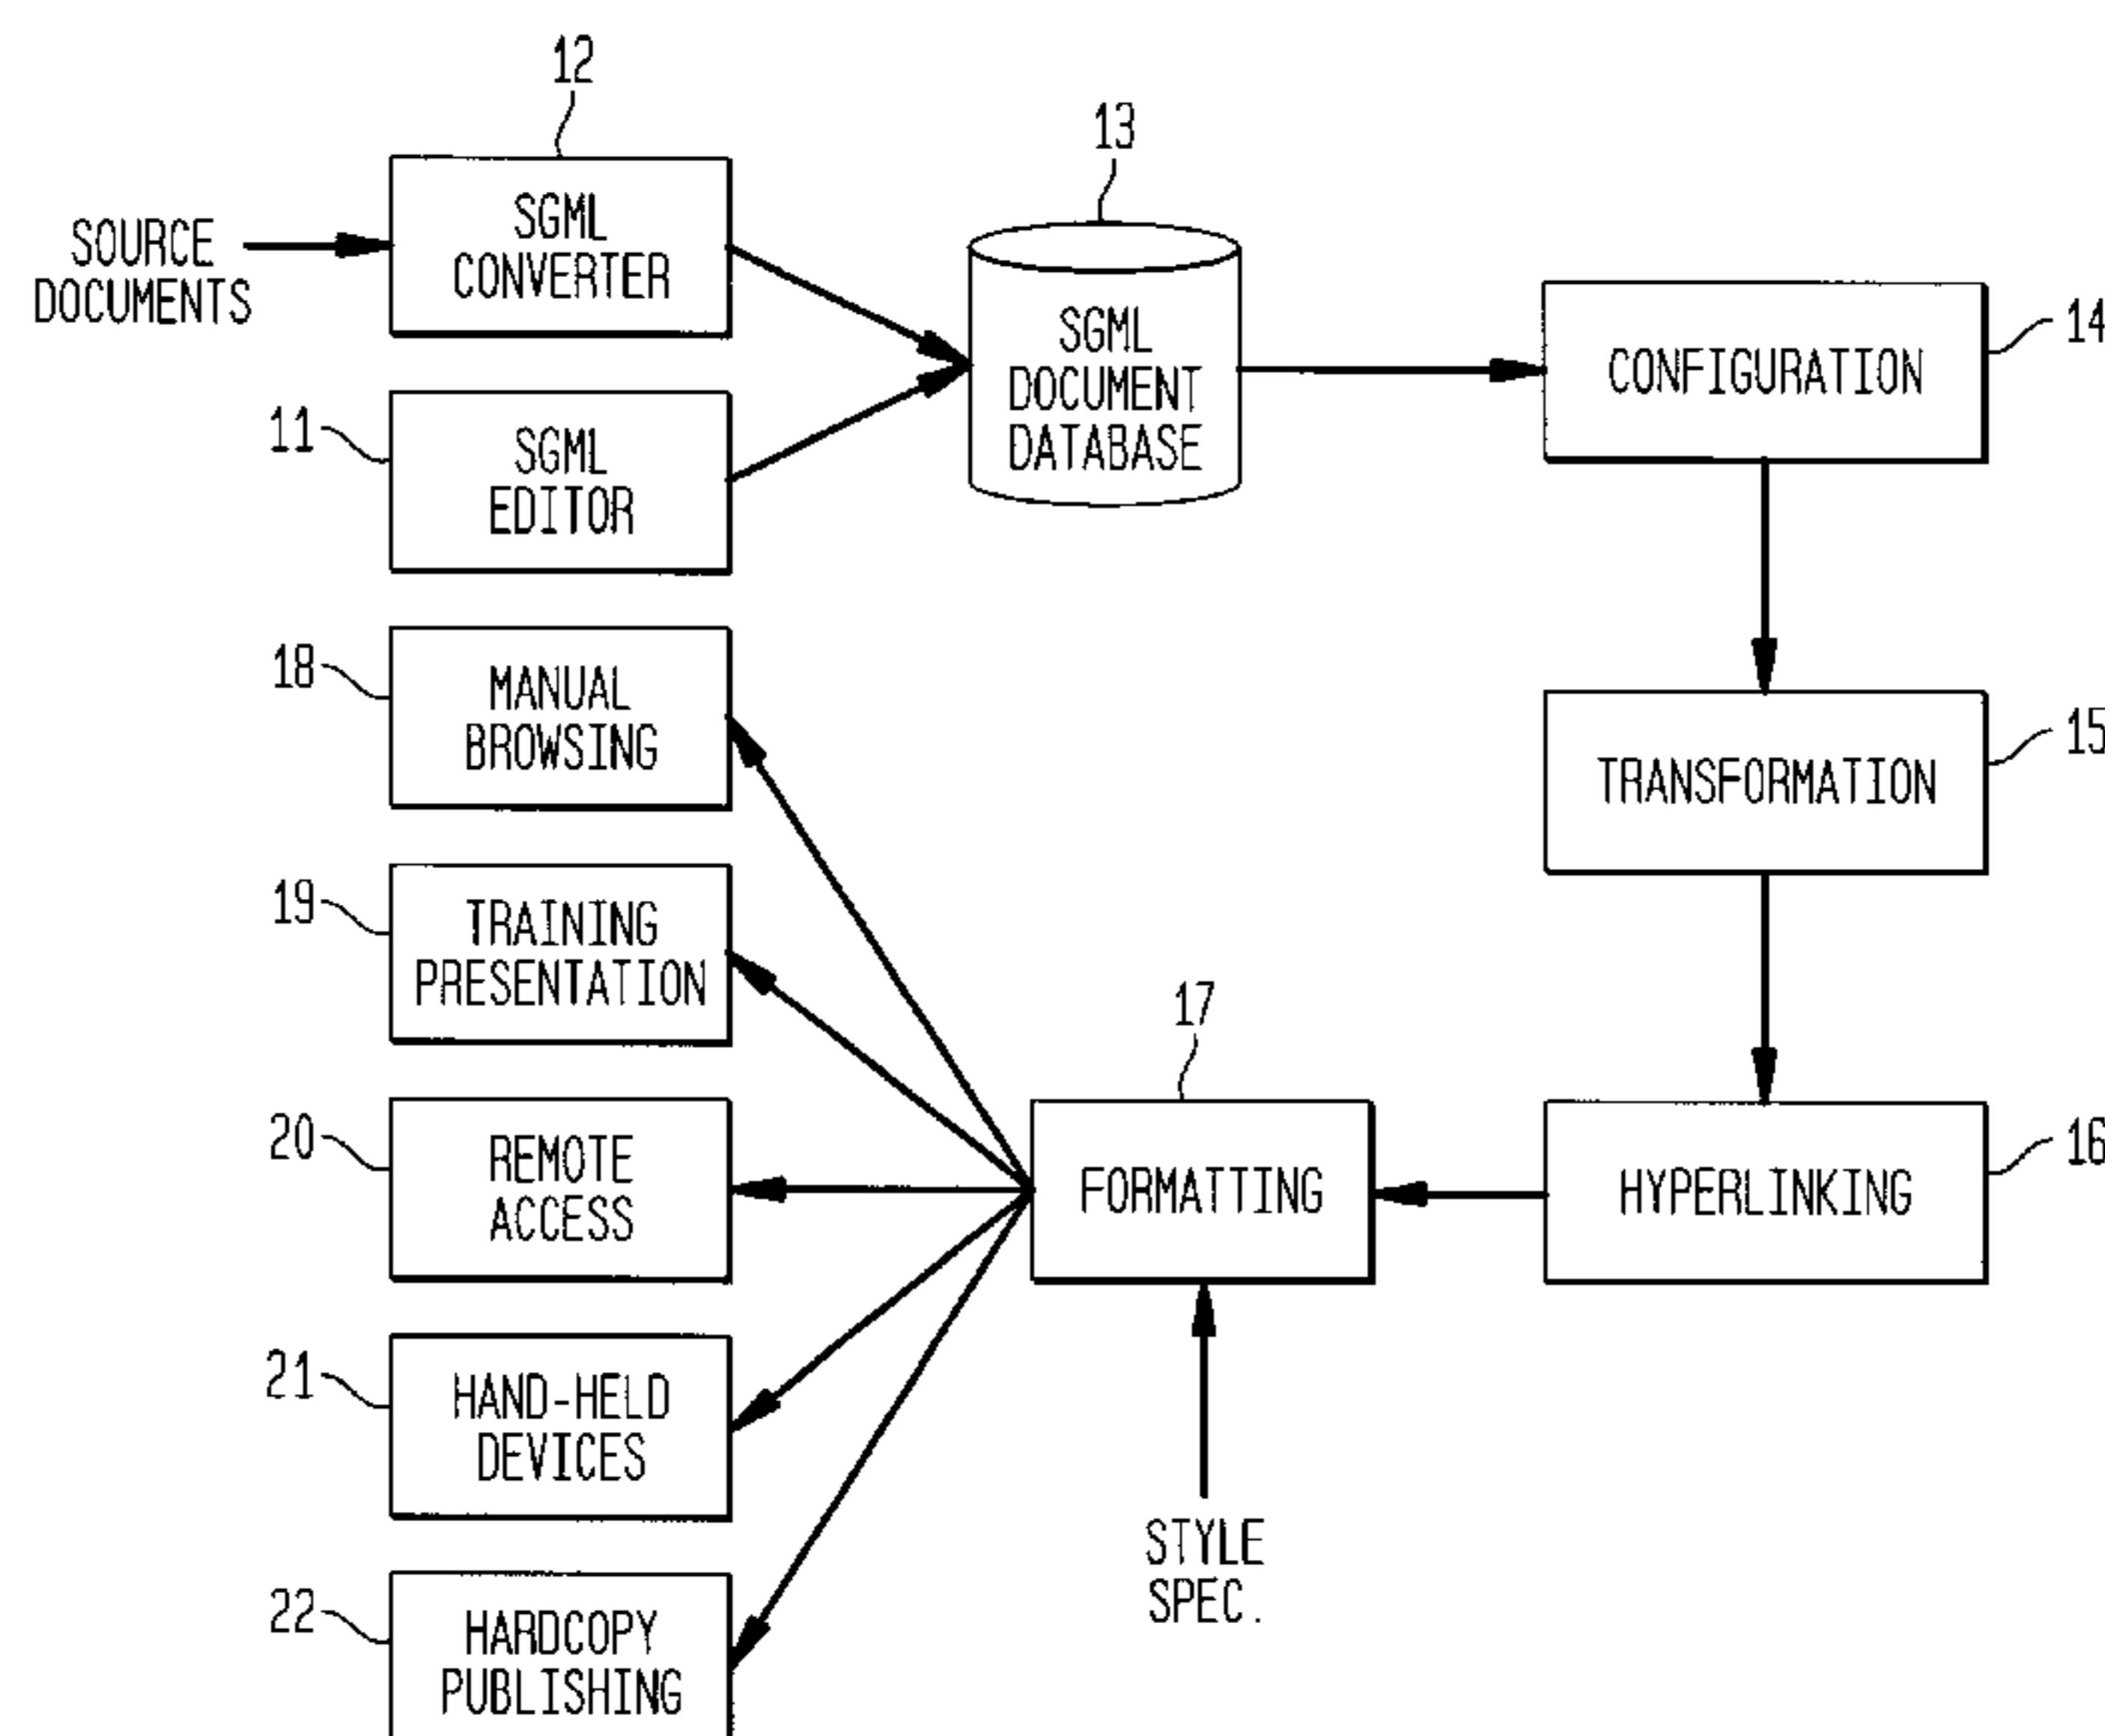 12
13
SOURCE
DOCUMENTS
SGML
CONVERTER
SGML
DOCUMENT
DATABASE
CONFIGURATION
14
11
SGML
EDITOR
18
MANUAL
BROWSING
TRANSFORMATION
15
19
TRAINING
PRESENTATION
17
20
REMOTE
ACCESS
FORMATTING
HYPERLINKING
16
21
HAND-HELD
DEVICES
STYLE
SPEC.
22
HARDCOPY
PUBLISHING